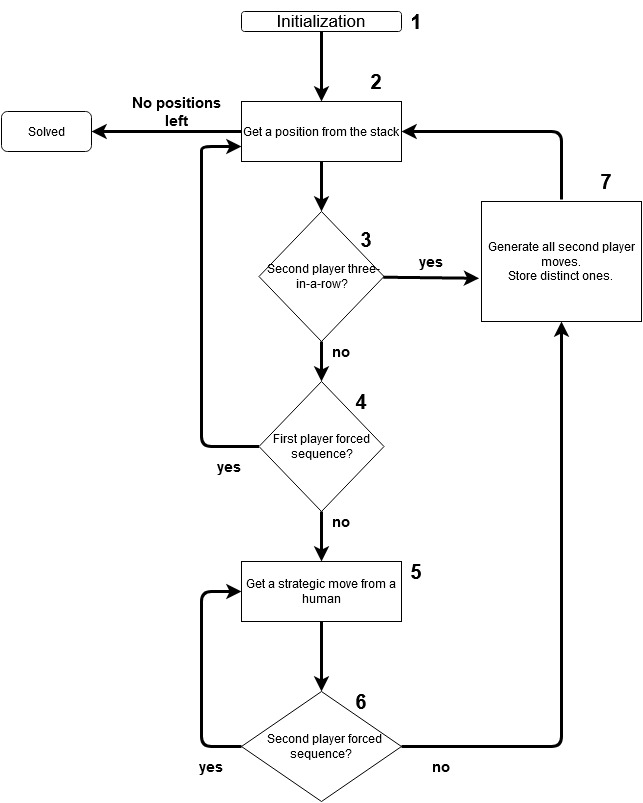 Initialization
1
2
No positions
left
Solved
Get a position from the stack
7
3
Generate all second player
moves.
Store distinct ones.
Second player three-
in-a-row?
yes
no
4
First player forced
sequence?
yes
no
5
Get a strategic move from a
human
6
Second player forced
sequence?
yes
no